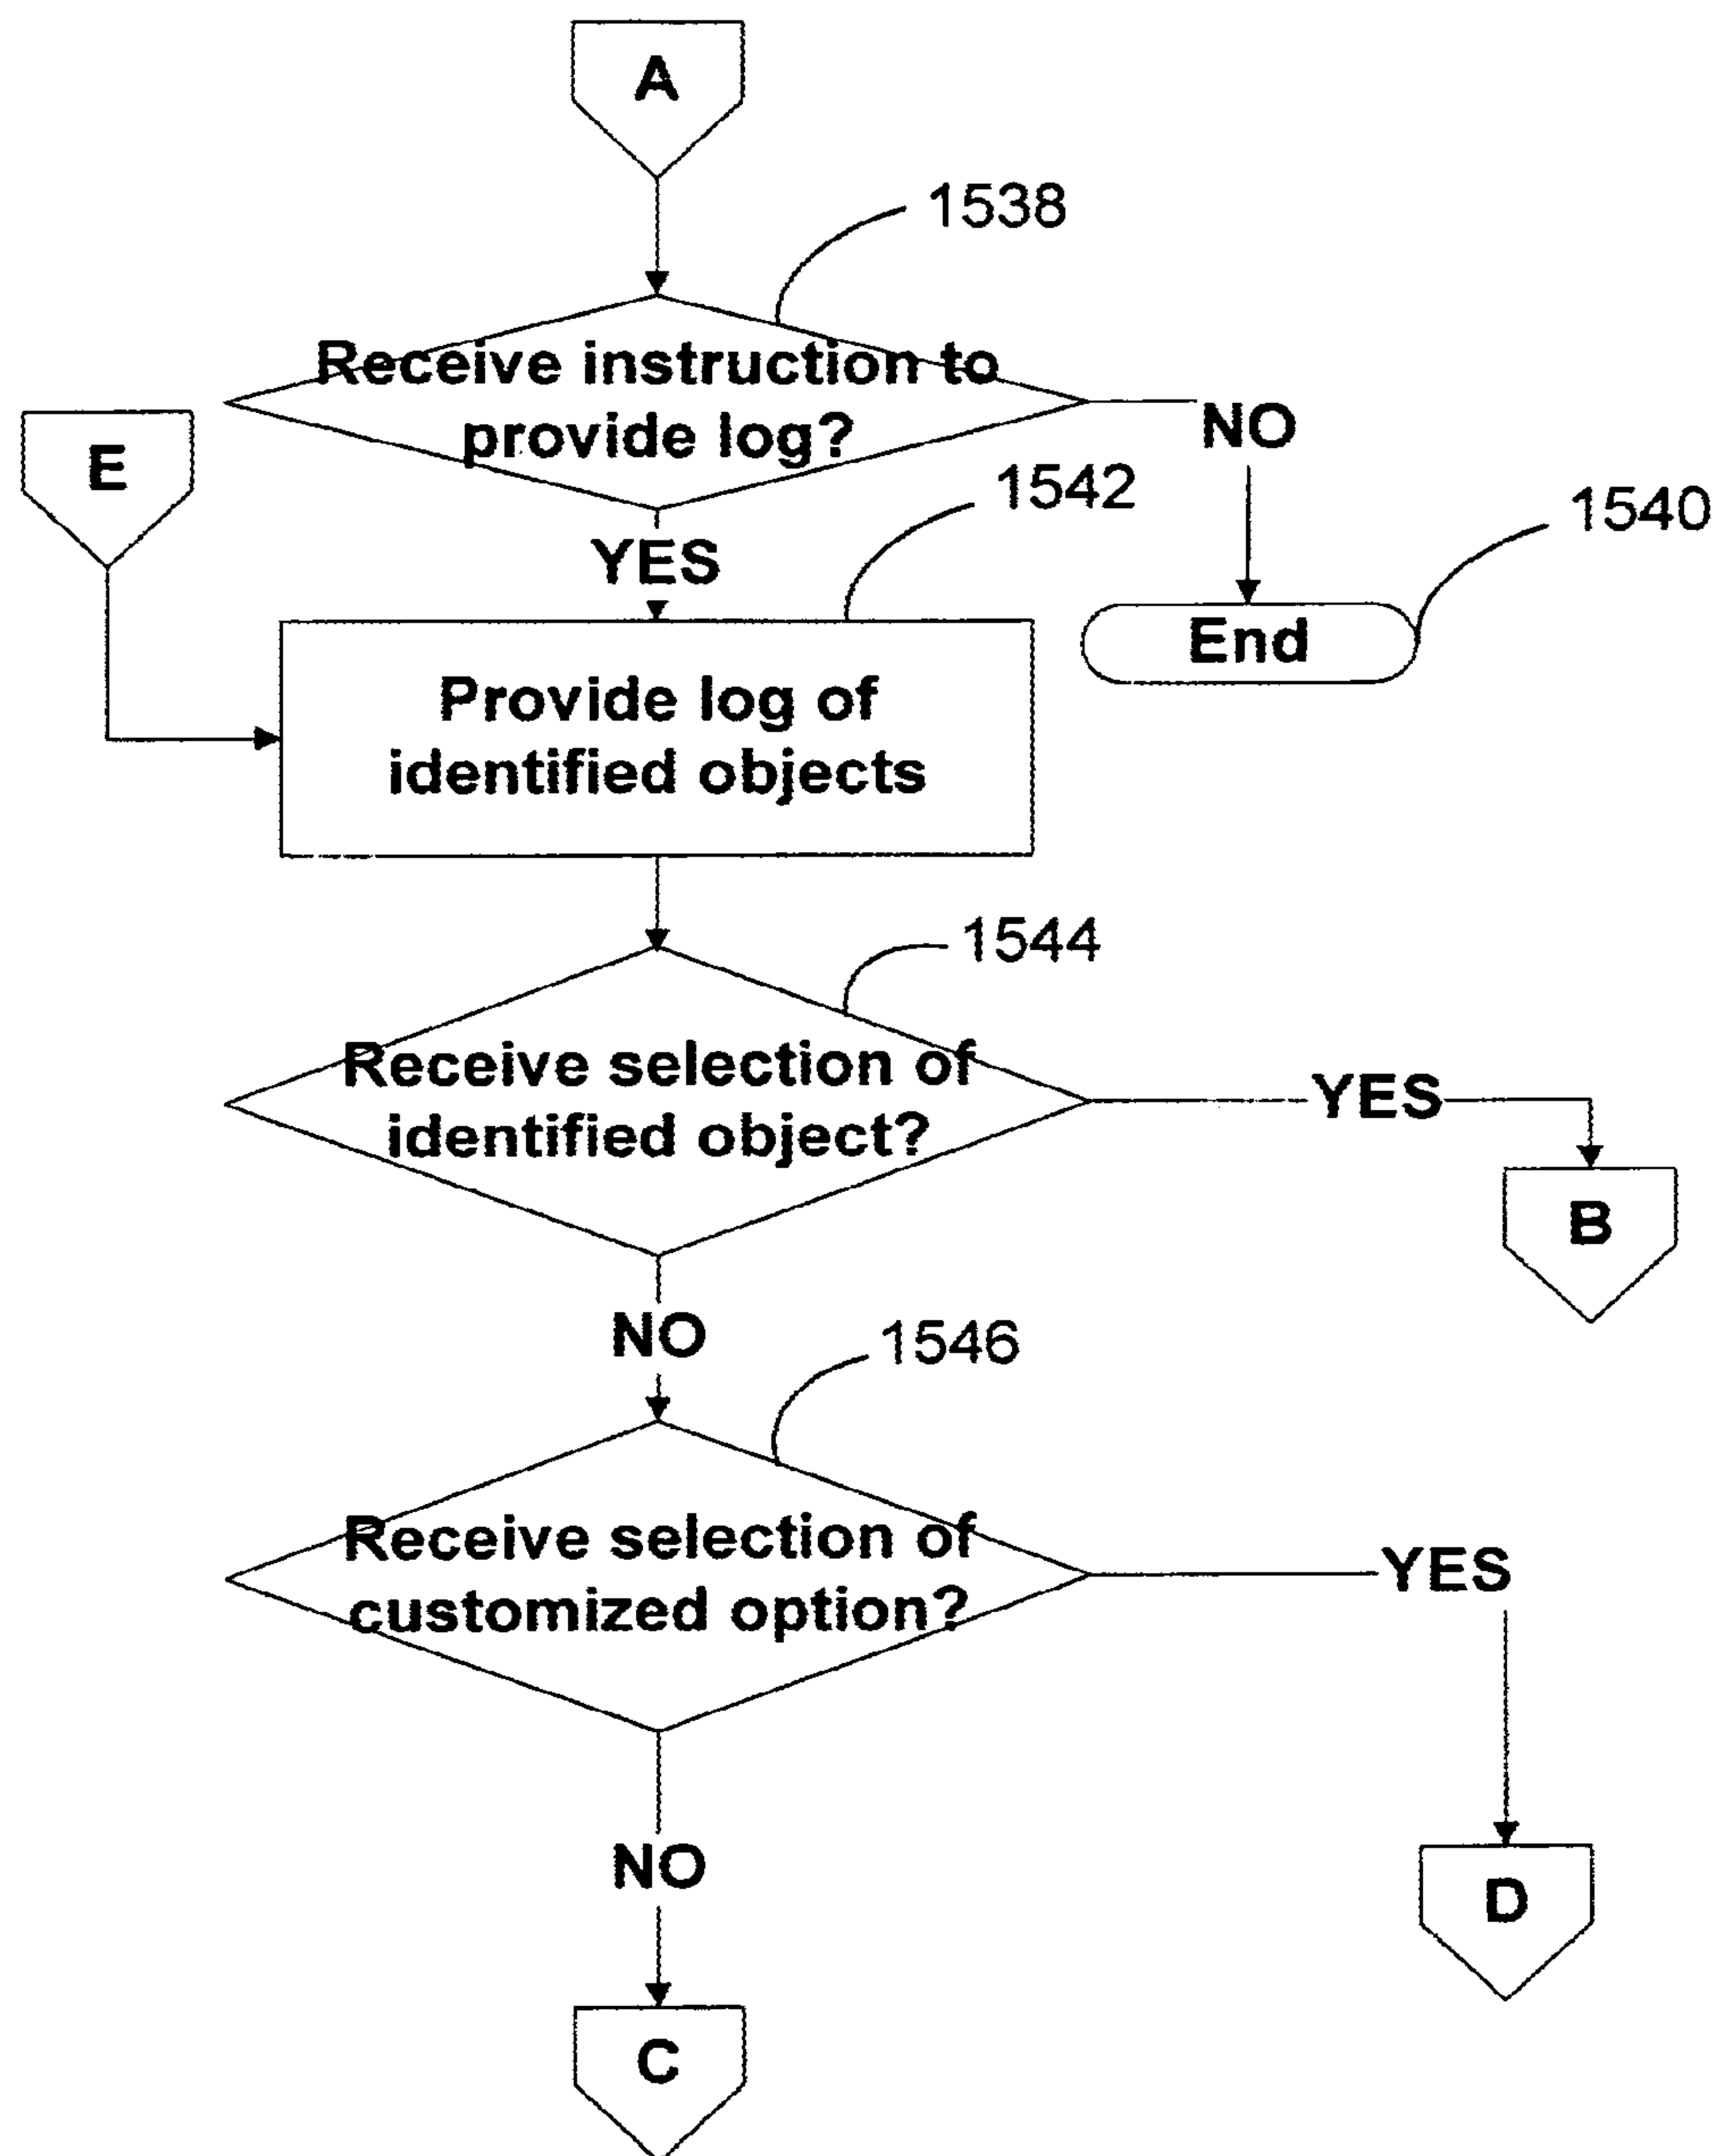 A
1538
Receive instruction to
provide log?
NO
E
1542
1540
YES
End
Provide log of
identified objects
1544
Receive selection of
identified object?
YES
B
NO
1546
Receive selection of
customized option?
YES
NO
D
C